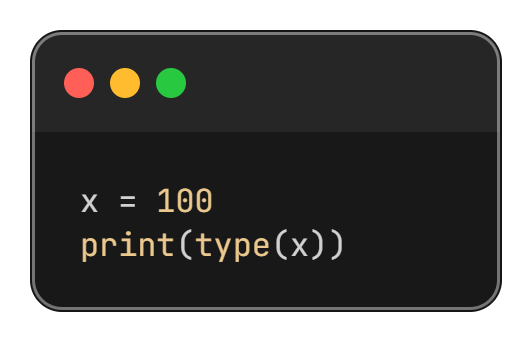 x = 100
print(type(x))